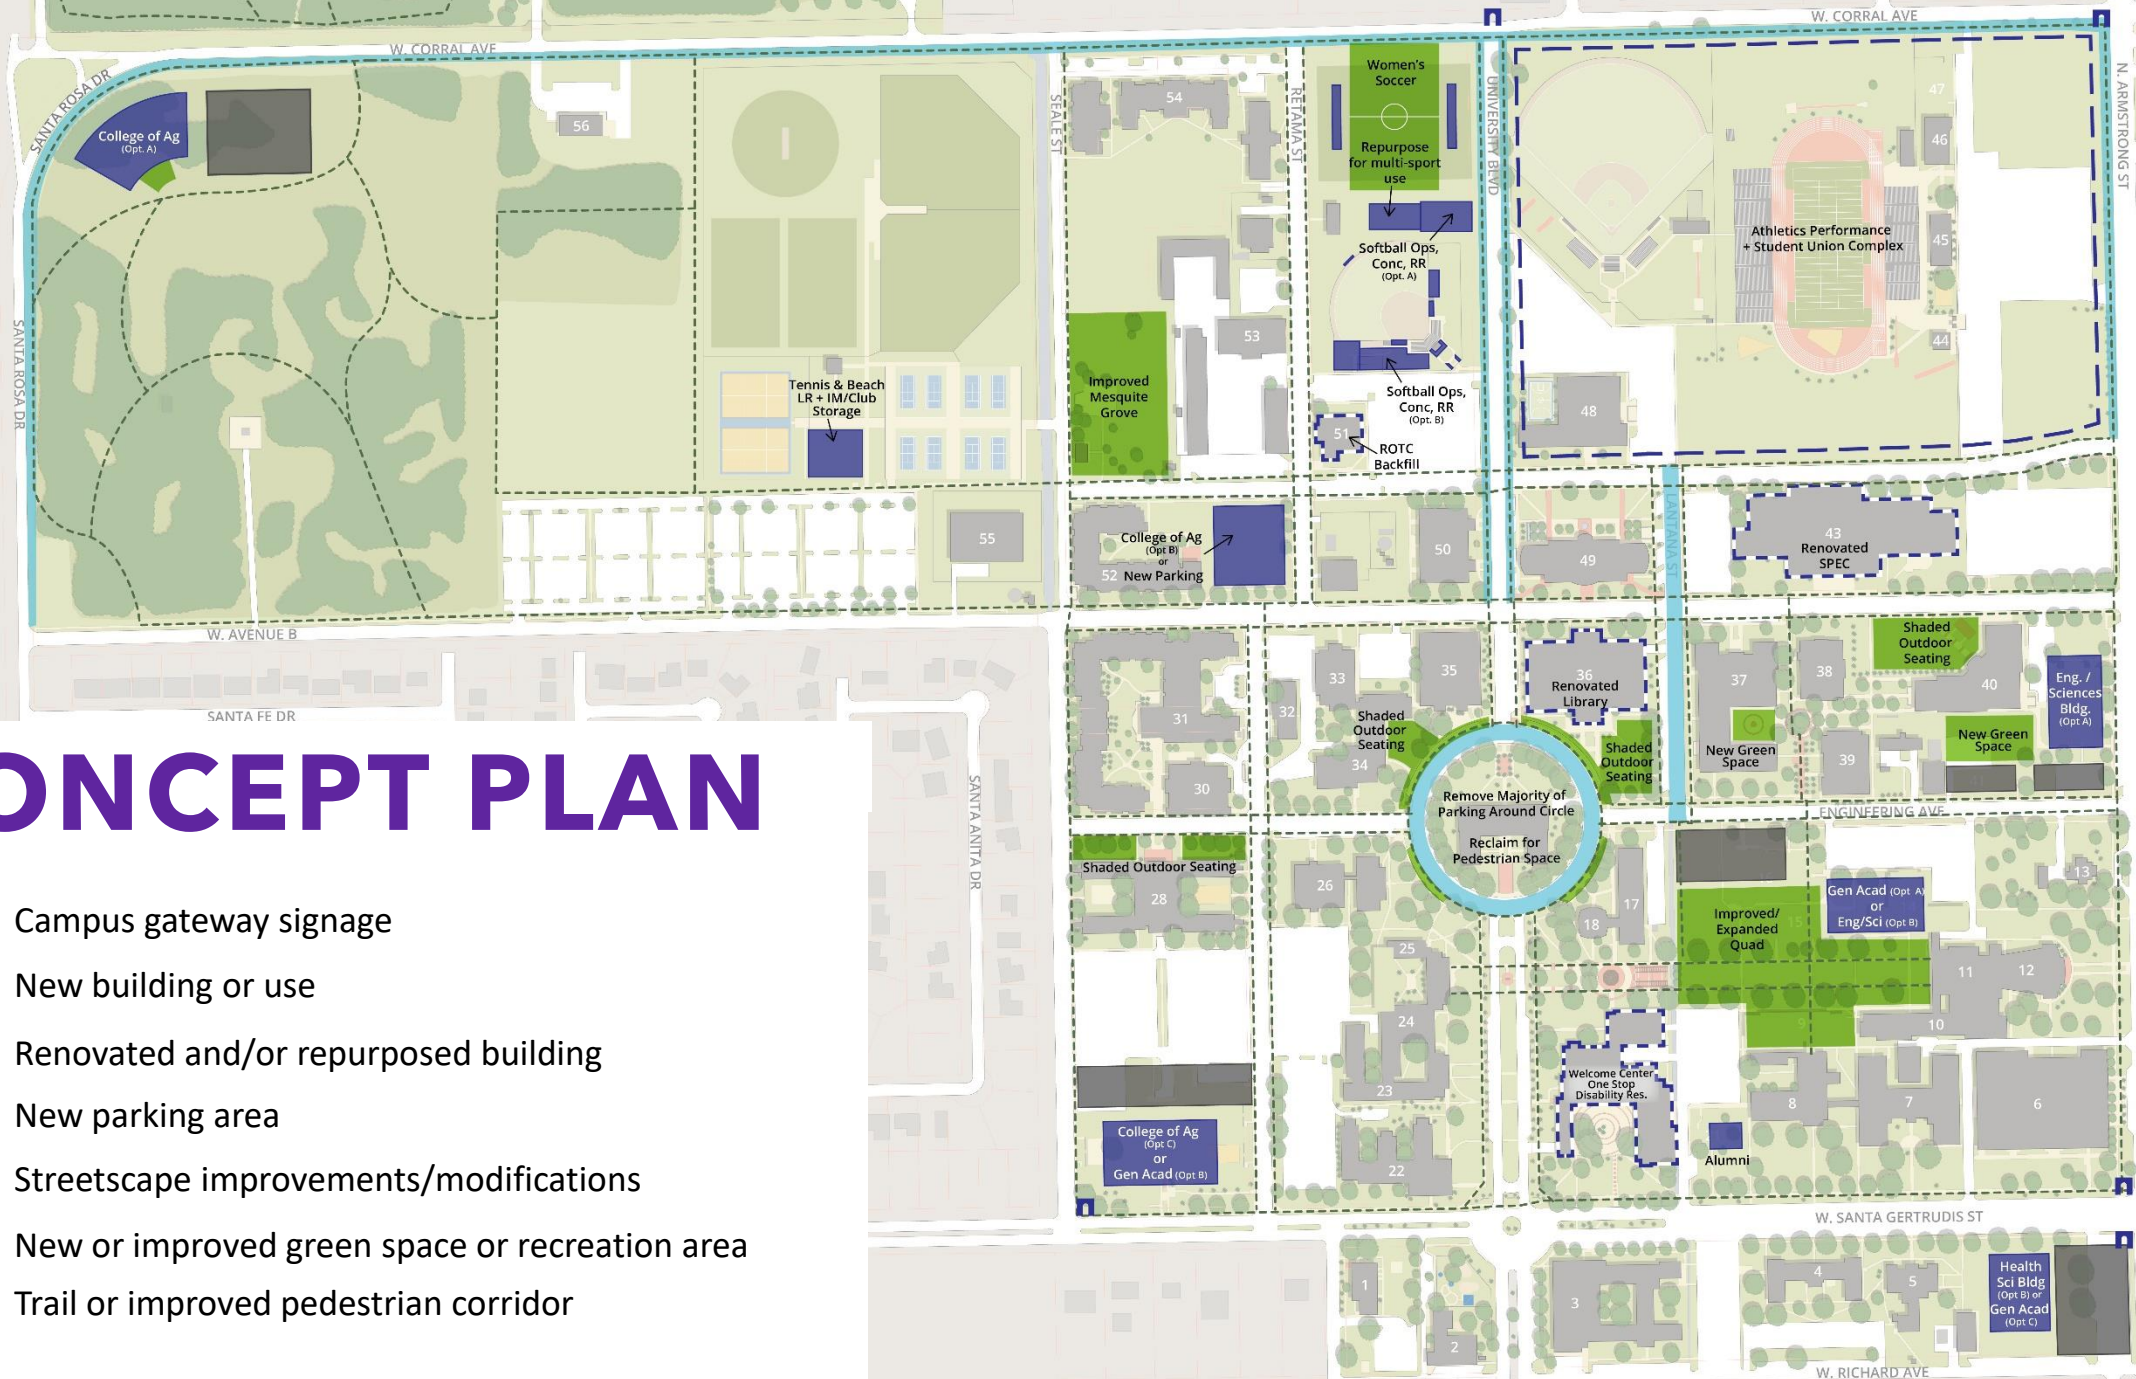 W. CORRAL AVE
W. CORRAL AVE
SANTA ROSA DR
SANTA ROSA DR
SEALE ST
RETAMA ST
UNIVERSITY BLVD
N. ARMSTRONG ST
LANTANA ST
College of Ag
(Opt. A)
56
54
Women's
Soccer
Repurpose
for multi-sport
use
Softball Ops,
Conc, RR
(Opt. A)
47
46
45
44
Athletics Performance
+ Student Union Complex
53
Improved
Mesquite
Grove
Tennis & Beach
LR + IM/Club
Storage
Softball Ops,
Conc, RR
(Opt. B)
51
ROTC
Backfill
48
55
College of Ag
(Opt B)
or
New Parking
52
50
49
43
Renovated
SPEC
W. AVENUE B
SANTA FE DR
SANTA ANITA DR
31
30
33
32
35
Shaded
Outdoor
Seating
34
36
Renovated
Library
Shaded
Outdoor
Seating
37
New Green
Space
38
39
Shaded
Outdoor
Seating
40
New Green
Space
Eng. /
Sciences
Bldg.
(Opt A)
ENGINEERING AVE
Remove Majority of
Parking Around Circle
Reclaim for
Pedestrian Space
Shaded Outdoor Seating
28
26
25
24
23
22
17
18
Improved/
Expanded
Quad
15
9
Gen Acad (Opt A)
or
Eng/Sci (Opt B)
13
11
12
10
Welcome Center
One Stop
Disability Res.
8
7
6
Alumni
College of Ag
(Opt C)
or
Gen Acad (Opt B)
W. SANTA GERTRUDIS ST
1
2
3
4
5
Health
Sci Bldg
(Opt B) or
Gen Acad
(Opt C)
W. RICHARD AVE
ONCEPT PLAN
Campus gateway signage
New building or use
Renovated and/or repurposed building
New parking area
Streetscape improvements/modifications
New or improved green space or recreation area
Trail or improved pedestrian corridor